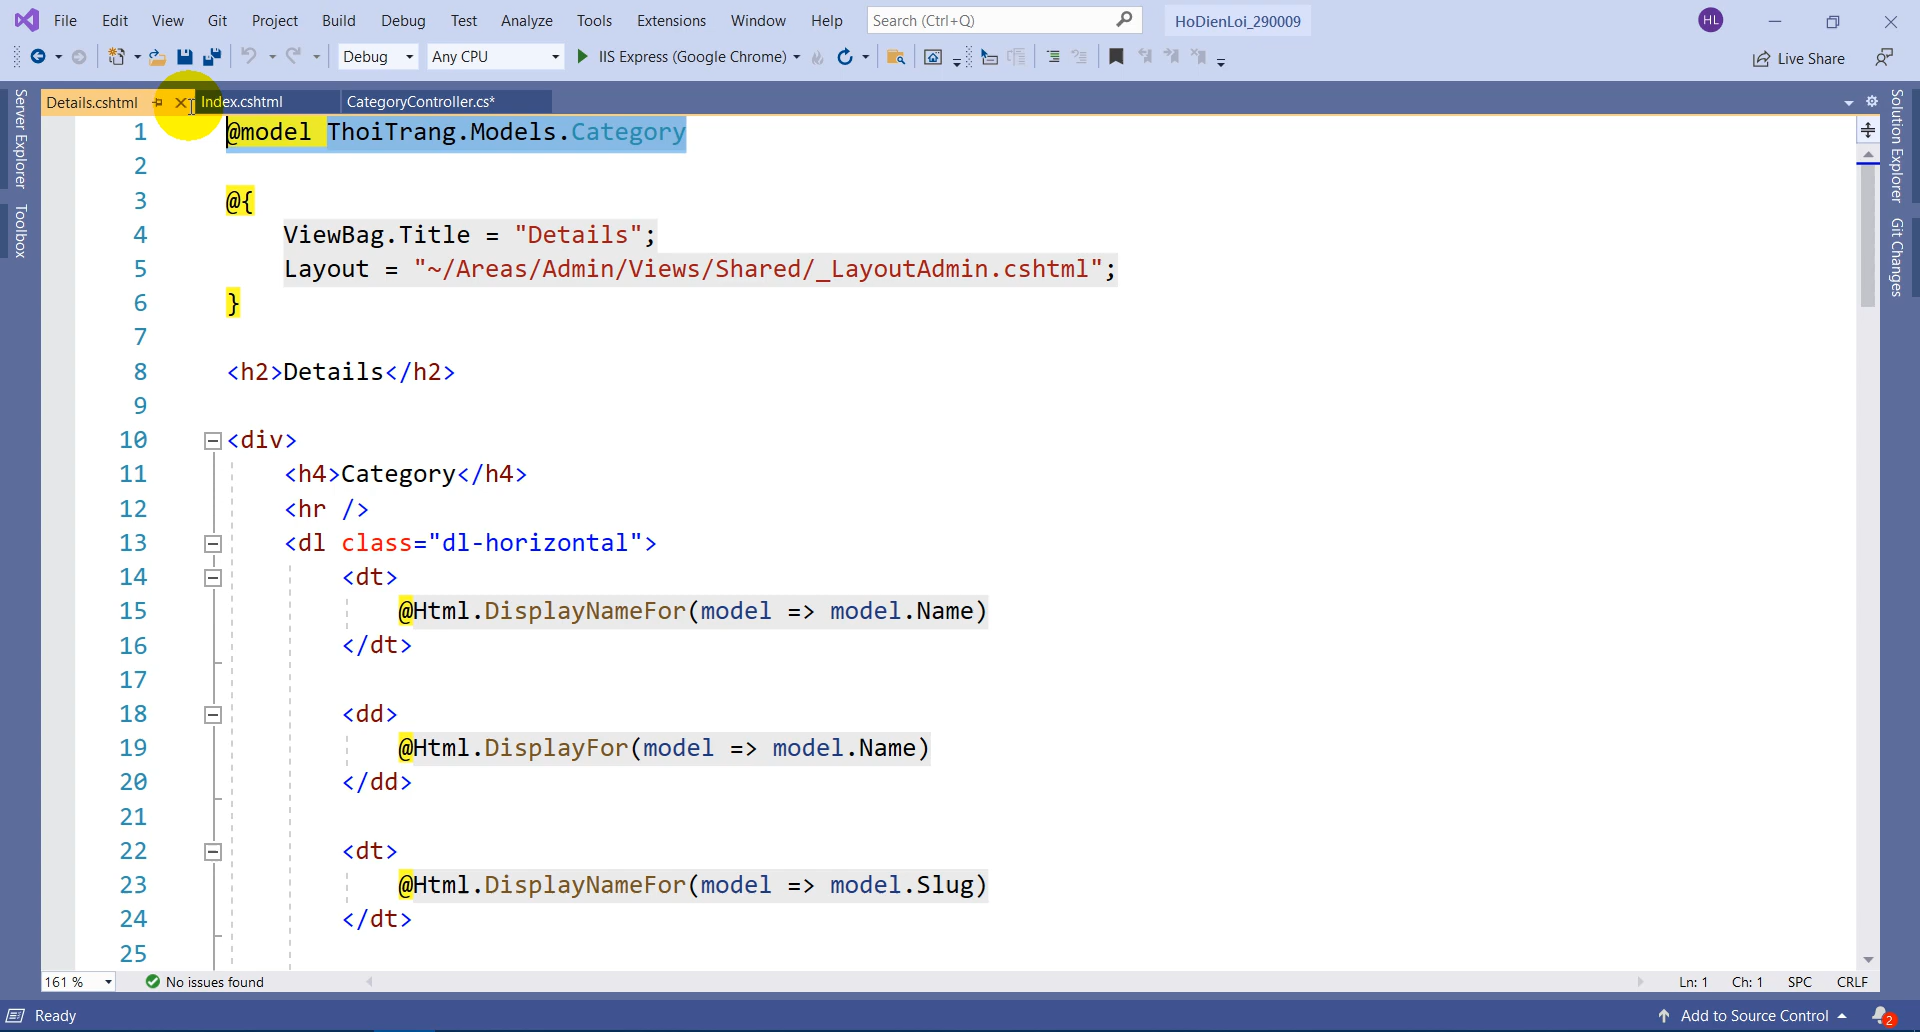 File Edit View Git Project Build Debug Test Analyze Tools Extensions Window Help Search (Ctrl+Q) HoDienLoi_290009 HL
Debug Any CPU IIS Express (Google Chrome) Live Share
Details.cshtml Index.cshtml CategoryController.cs*
Server Explorer
Toolbox
Solution Explorer
Git Changes
1 @model ThoiTrang.Models.Category
2
3 @{
4 ViewBag.Title = "Details";
5 Layout = "~/Areas/Admin/Views/Shared/_LayoutAdmin.cshtml";
6 }
7
8 <h2>Details</h2>
9
10 <div>
11 <h4>Category</h4>
12 <hr />
13 <dl class="dl-horizontal">
14 <dt>
15 @Html.DisplayNameFor(model => model.Name)
16 </dt>
17
18 <dd>
19 @Html.DisplayFor(model => model.Name)
20 </dd>
21
22 <dt>
23 @Html.DisplayNameFor(model => model.Slug)
24 </dt>
25
161 % No issues found Ln: 1 Ch: 1 SPC CRLF
Ready Add to Source Control 2